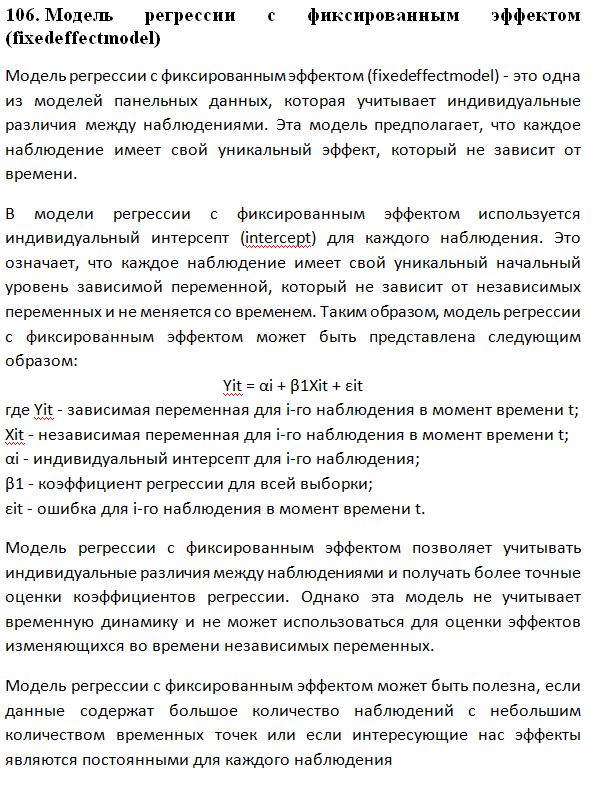 106. Модель регрессии с фиксированным эффектом
(fixedeffectmodel)
Модель регрессии с фиксированным эффектом (fixedeffectmodel) - это одна
из моделей панельных данных, которая учитывает индивидуальные
различия между наблюдениями. Эта модель предполагает, что каждое
наблюдение имеет свой уникальный эффект, который не зависит от
времени.
В модели регрессии с фиксированным эффектом используется
индивидуальный интерсепт (intercept) для каждого наблюдения. Это
означает, что каждое наблюдение имеет свой уникальный начальный
уровень зависимой переменной, который не зависит от независимых
переменных и не меняется со временем. Таким образом, модель регрессии
с фиксированным эффектом может быть представлена следующим
образом:
Yit = αi + β1Xit + εit
где Yit - зависимая переменная для i-го наблюдения в момент времени t;
Xit - независимая переменная для i-го наблюдения в момент времени t;
αi - индивидуальный интерсепт для i-го наблюдения;
β1 - коэффициент регрессии для всей выборки;
εit - ошибка для i-го наблюдения в момент времени t.
Модель регрессии с фиксированным эффектом позволяет учитывать
индивидуальные различия между наблюдениями и получать более точные
оценки коэффициентов регрессии. Однако эта модель не учитывает
временную динамику и не может использоваться для оценки эффектов
изменяющихся во времени независимых переменных.
Модель регрессии с фиксированным эффектом может быть полезна, если
данные содержат большое количество наблюдений с небольшим
количеством временных точек или если интересующие нас эффекты
являются постоянными для каждого наблюдения